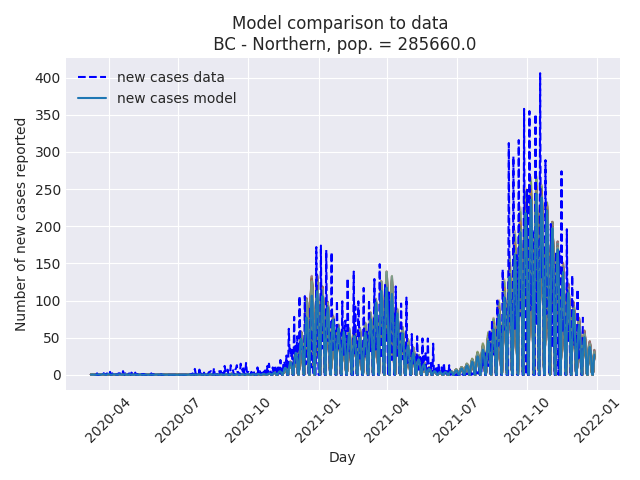 Model comparison to data
BC - Northern, pop. = 285660.0
new cases data
new cases model
Number of new cases reported
400
350
300
250
200
150
100
50
0
2020-04
2020-07
2020-10
2021-01
2021-04
2021-07
2021-10
2022-01
Day